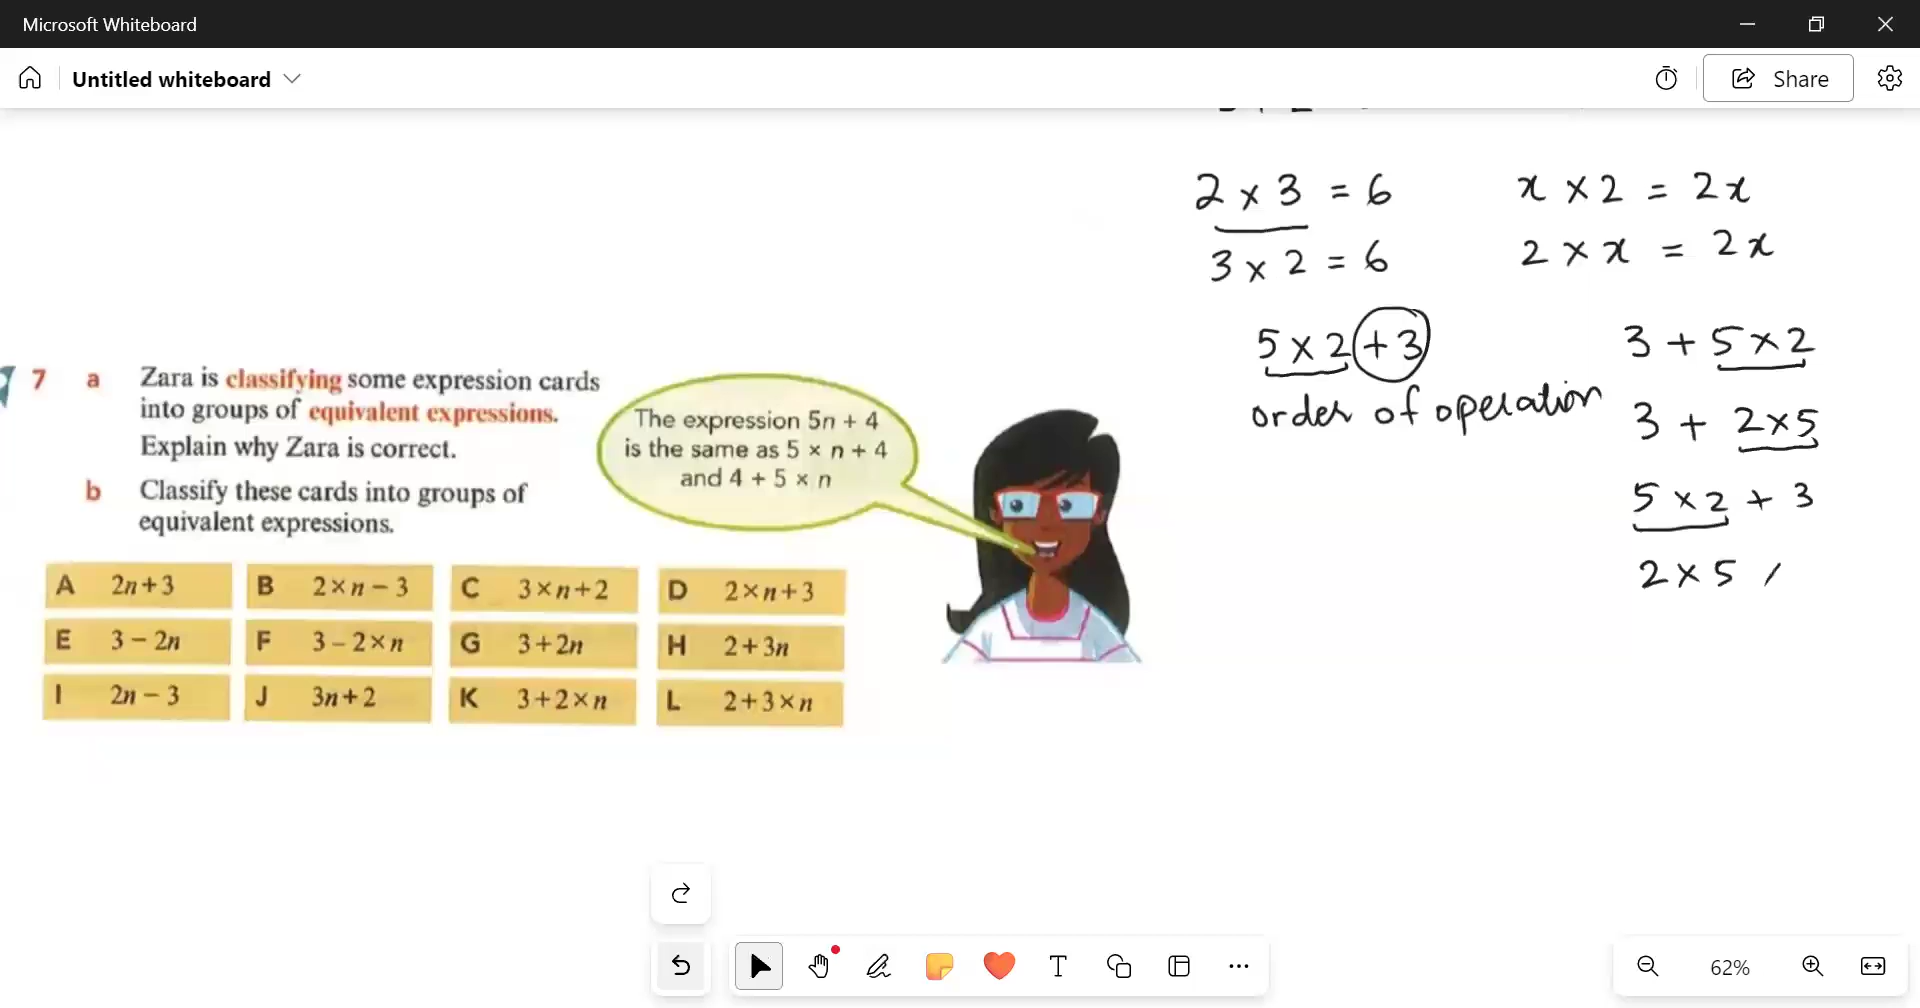 Microsoft Whiteboard
Untitled whiteboard
Share
2 × 3 = 6
3 × 2 = 6
x × 2 = 2x
2 × x = 2x
5 × 2 + 3
order of operation
3 + 5 × 2
3 + 2 × 5
5 × 2 + 3
2 × 5
7 a Zara is classifying some expression cards
into groups of equivalent expressions.
Explain why Zara is correct.
b Classify these cards into groups of
equivalent expressions.
The expression 5n + 4
is the same as 5 × n + 4
and 4 + 5 × n
A 2n + 3
B 2 × n − 3
C 3 × n + 2
D 2 × n + 3
E 3 − 2n
F 3 − 2 × n
G 3 + 2n
H 2 + 3n
I 2n − 3
J 3n + 2
K 3 + 2 × n
L 2 + 3 × n
62%